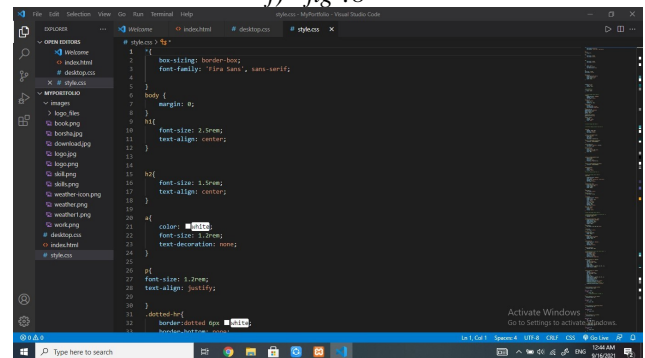 File Edit Selection View Go Run Terminal Help
style.css - MyPortfolio - Visual Studio Code
EXPLORER
Welcome
index.html
# desktop.css
# style.css
OPEN EDITORS
Welcome
index.html
# desktop.css
# style.css
MYPORTFOLIO
images
logo_files
book.png
borsha.jpg
download.jpg
logo.jpg
logo.png
skill.png
skills.png
weather-icon.png
weather.png
weather1.png
work.png
# desktop.css
index.html
# style.css
# style.css > *
1 *{
2 box-sizing: border-box;
3 font-family: 'Fira Sans', sans-serif;
4
5 }
6 body {
7 margin: 0;
8 }
9 h1{
10 font-size: 2.5rem;
11 text-align: center;
12 }
13
14
15 h2{
16 font-size: 1.5rem;
17 text-align: center;
18 }
19
20 a{
21 color: white;
22 font-size: 1.2rem;
23 text-decoration: none;
24 }
25
26 p{
27 font-size: 1.2rem;
28 text-align: justify;
29
30 }
31 .dotted-hr{
32 border:dotted 6px white;
33 border-bottom: none;
Activate Windows
Go to Settings to activate Windows.
0 0
Ln 1, Col 1 Spaces: 4 UTF-8 CRLF CSS Go Live
Type here to search
ENG
12:44 AM
9/16/2021